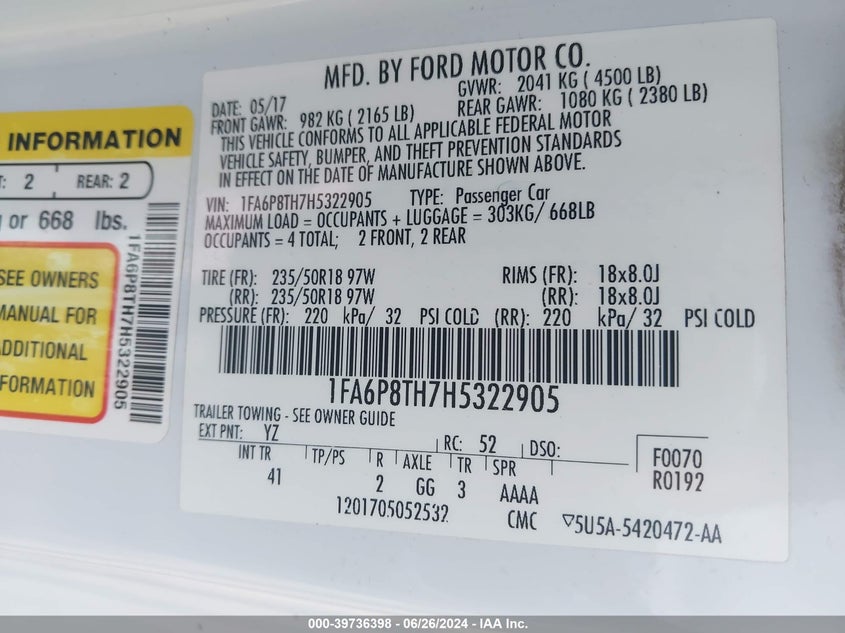 INFORMATION
: 2 REAR: 2
or 668 lbs.
SEE OWNERS
MANUAL FOR
ADDITIONAL
FORMATION
1FA6P8TH7H5322905
MFD. BY FORD MOTOR CO.
DATE: 05/17 GVWR: 2041 KG ( 4500 LB)
FRONT GAWR: 982 KG ( 2165 LB) REAR GAWR: 1080 KG ( 2380 LB)
THIS VEHICLE CONFORMS TO ALL APPLICABLE FEDERAL MOTOR
VEHICLE SAFETY, BUMPER, AND THEFT PREVENTION STANDARDS
IN EFFECT ON THE DATE OF MANUFACTURE SHOWN ABOVE.
VIN: 1FA6P8TH7H5322905 TYPE: Passenger Car
MAXIMUM LOAD = OCCUPANTS + LUGGAGE = 303KG/ 668LB
OCCUPANTS = 4 TOTAL; 2 FRONT, 2 REAR
TIRE (FR): 235/50R18 97W RIMS (FR): 18x8.0J
(RR): 235/50R18 97W (RR): 18x8.0J
PRESSURE (FR): 220 kPa/ 32 PSI COLD (RR): 220 kPa/ 32 PSI COLD
1FA6P8TH7H5322905
TRAILER TOWING - SEE OWNER GUIDE
EXT PNT: YZ RC: 52 DSO:
INT TR TP/PS R AXLE TR SPR
41 2 GG 3 AAAA
F0070
R0192
1201705052532 CMC ▽5U5A-5420472-AA
000-39736398 - 06/26/2024 - IAA Inc.